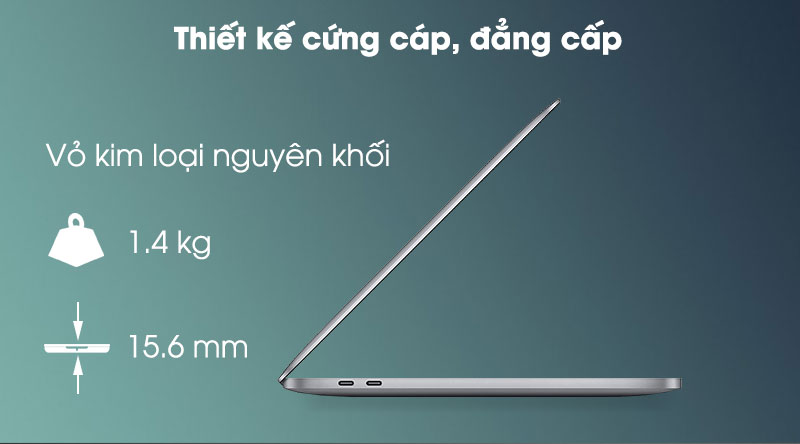 Thiết kế cứng cáp, đẳng cấp
Vỏ kim loại nguyên khối
1.4 kg
15.6 mm